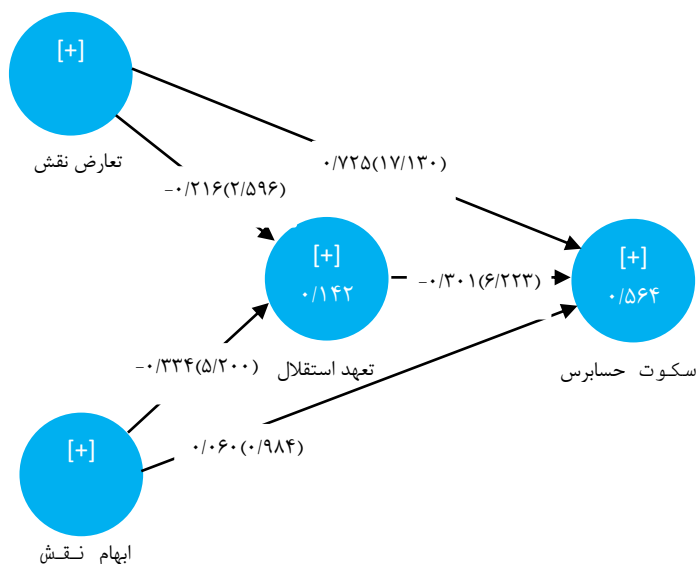 [+]
تعارض نقش
۰/۷۲۵(۱۷/۱۳۰)
-۰/۲۱۶(۲/۵۹۶)
[+]
۰/۱۴۲
تعهد استقلال
-۰/۳۰۱(۶/۲۲۳)
[+]
۰/۵۶۴
سکوت حسابرس
-۰/۳۳۴(۵/۲۰۰)
۰/۰۶۰(۰/۹۸۴)
[+]
ابهام نقش